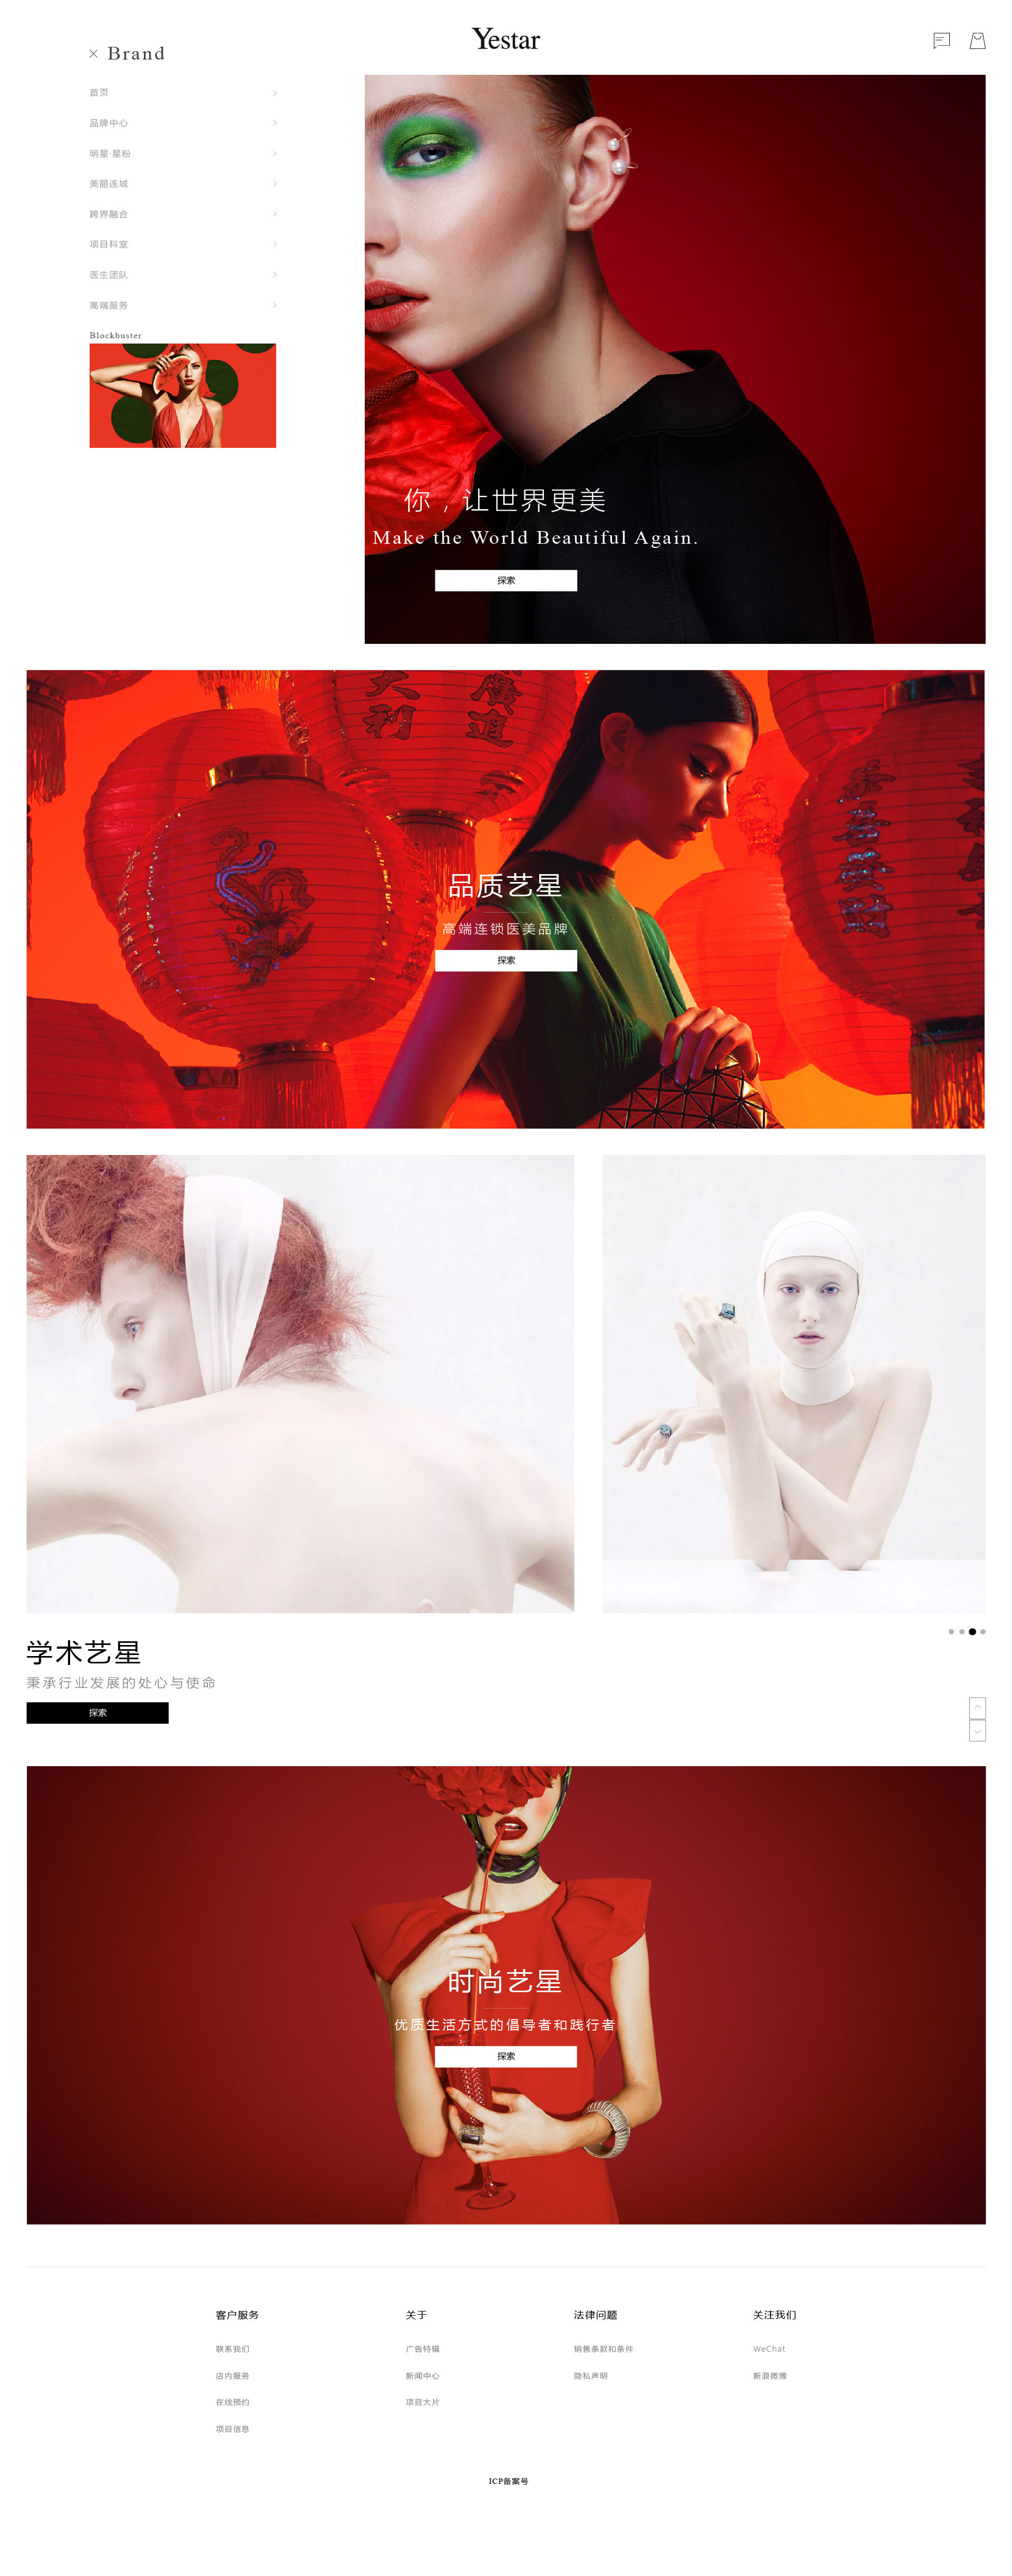 Yestar
Brand
首页
品牌中心
明星·星粉
美丽连城
跨界融合
项目科室
医生团队
高端服务
Blockbuster
你，让世界更美
Make the World Beautiful Again.
探索
大利
品质艺星
高端连锁医美品牌
探索
学术艺星
秉承行业发展的处心与使命
探索
时尚艺星
优质生活方式的倡导者和践行者
探索
客户服务
联系我们
店内服务
在线预约
项目信息
关于
广告特辑
新闻中心
项目大片
法律问题
销售条款和条件
隐私声明
关注我们
WeChat
新浪微博
ICP备案号